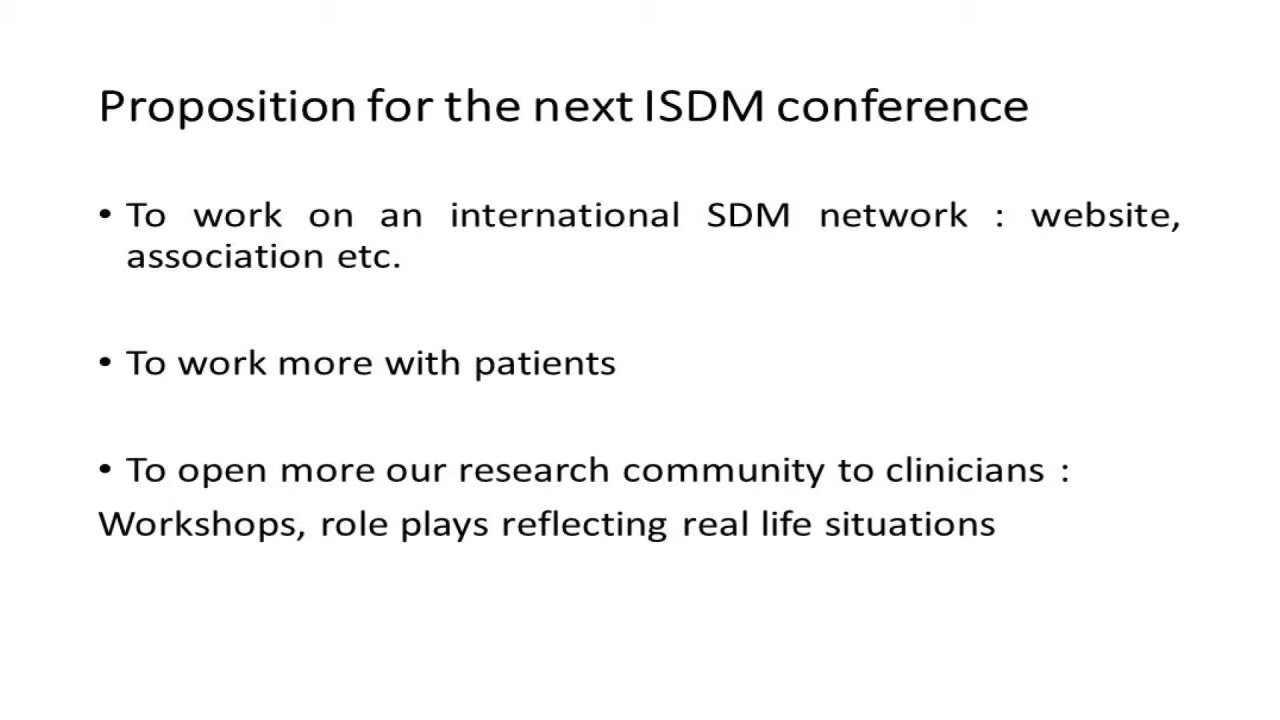 Proposition for the next ISDM conference
• To work on an international SDM network : website,
association etc.
• To work more with patients
• To open more our research community to clinicians :
Workshops, role plays reflecting real life situations